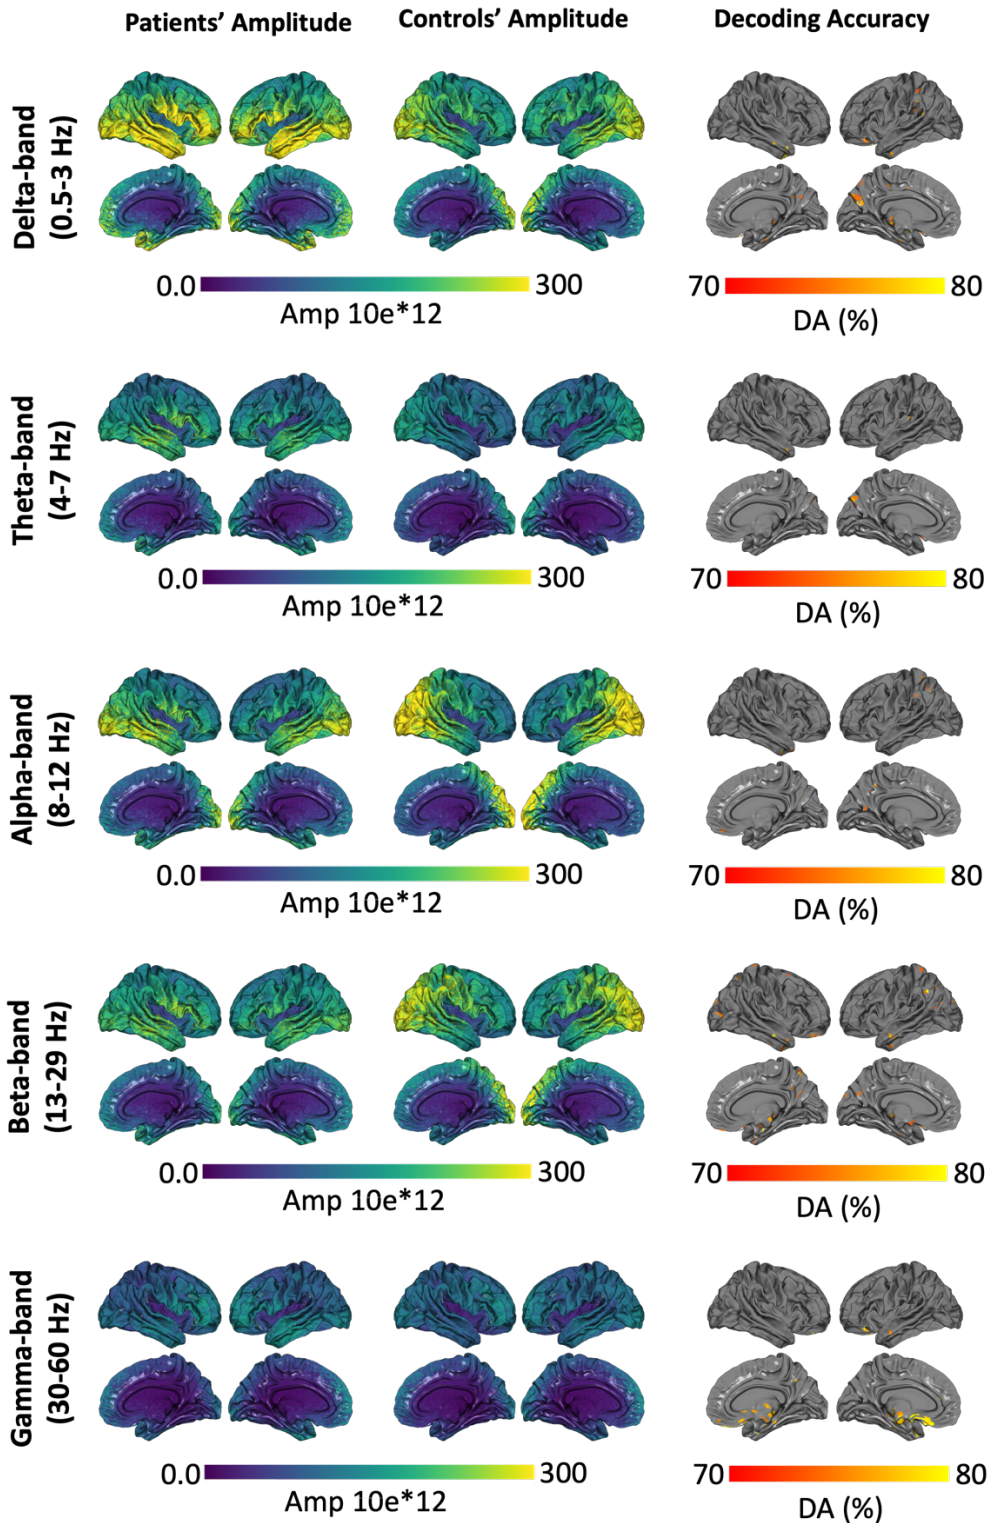 Patients’ Amplitude
Controls’ Amplitude
Decoding Accuracy
Delta-band
(0.5-3 Hz)
0.0
300
Amp 10e*12
70
80
DA (%)
Theta-band
(4-7 Hz)
0.0
300
Amp 10e*12
70
80
DA (%)
Alpha-band
(8-12 Hz)
0.0
300
Amp 10e*12
70
80
DA (%)
Beta-band
(13-29 Hz)
0.0
300
Amp 10e*12
70
80
DA (%)
Gamma-band
(30-60 Hz)
0.0
300
Amp 10e*12
70
80
DA (%)